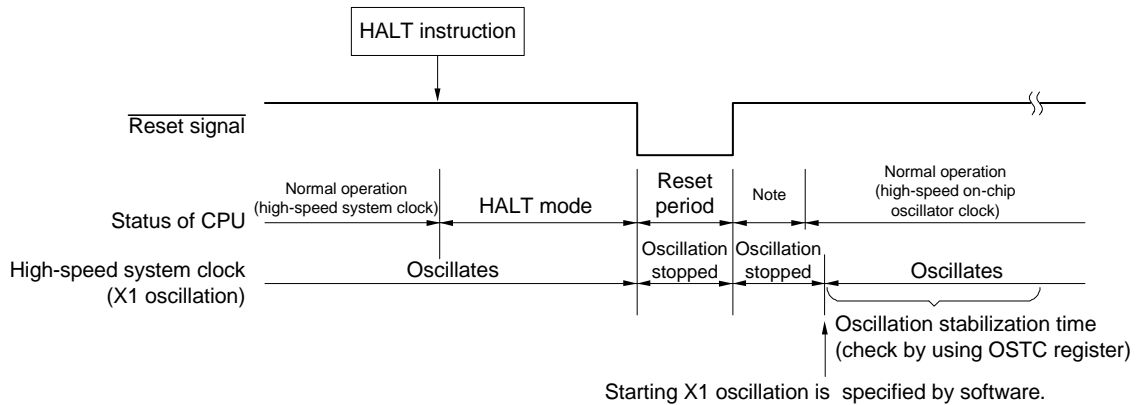 HALT instruction
Reset signal
Status of CPU
Normal operation
(high-speed system clock)
HALT mode
Reset
period
Note
Normal operation
(high-speed on-chip
oscillator clock)
High-speed system clock
(X1 oscillation)
Oscillates
Oscillation
stopped
Oscillation
stopped
Oscillates
Oscillation stabilization time
(check by using OSTC register)
Starting X1 oscillation is specified by software.